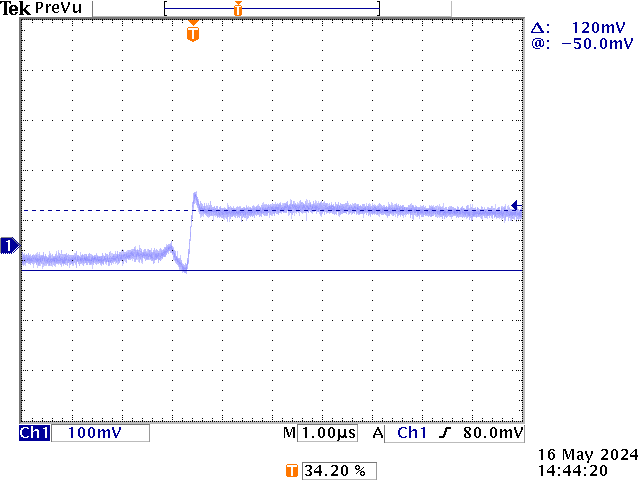 Tek PreVu
T
T
Δ: 120mV
@: −50.0mV
1
Ch1 100mV M 1.00µs A Ch1 80.0mV
16 May 2024
14:44:20
T 34.20 %